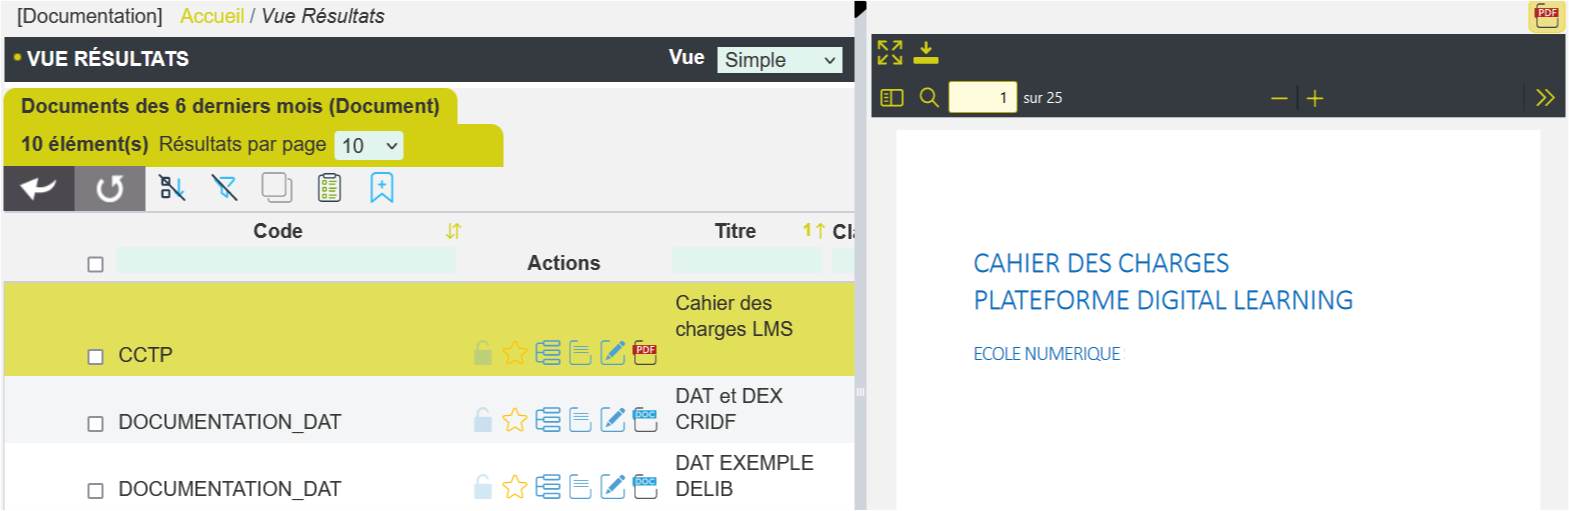 [Documentation] Accueil / Vue Résultats
VUE RÉSULTATS
Vue Simple
Documents des 6 derniers mois (Document)
10 élément(s) Résultats par page 10
Code Titre 1 Cla
Actions
Cahier des
charges LMS
CCTP PDF
DAT et DEX
DOCUMENTATION_DAT DOC CRIDF
DAT EXEMPLE
DOCUMENTATION_DAT DOC DELIB
PDF
1 sur 25
CAHIER DES CHARGES
PLATEFORME DIGITAL LEARNING
ECOLE NUMERIQUE